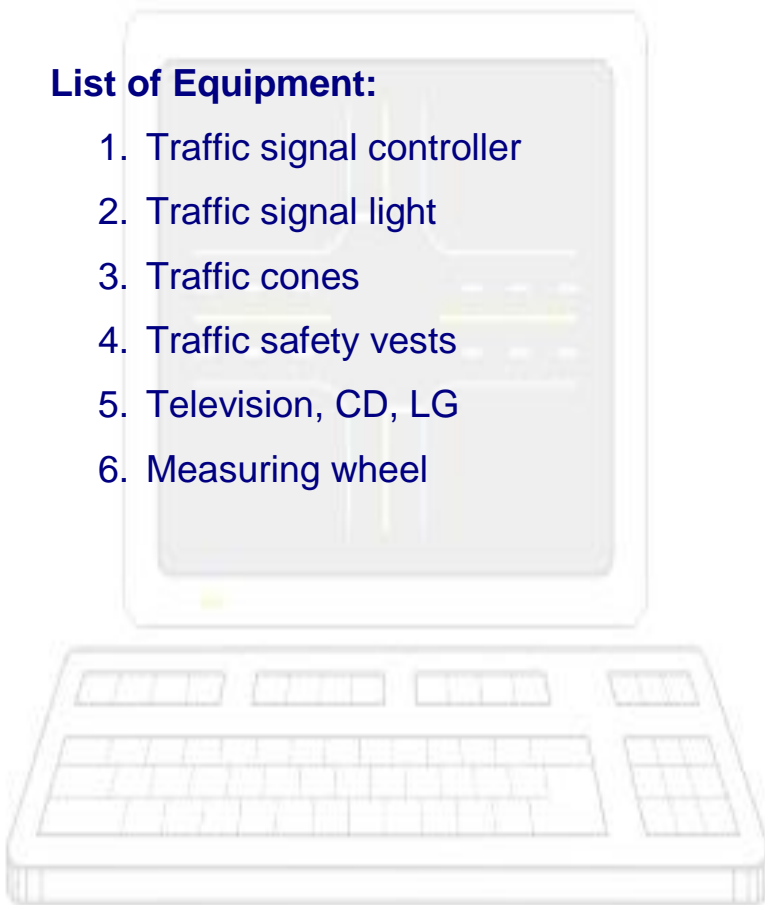 List of Equipment:
1. Traffic signal controller
2. Traffic signal light
3. Traffic cones
4. Traffic safety vests
5. Television, CD, LG
6. Measuring wheel